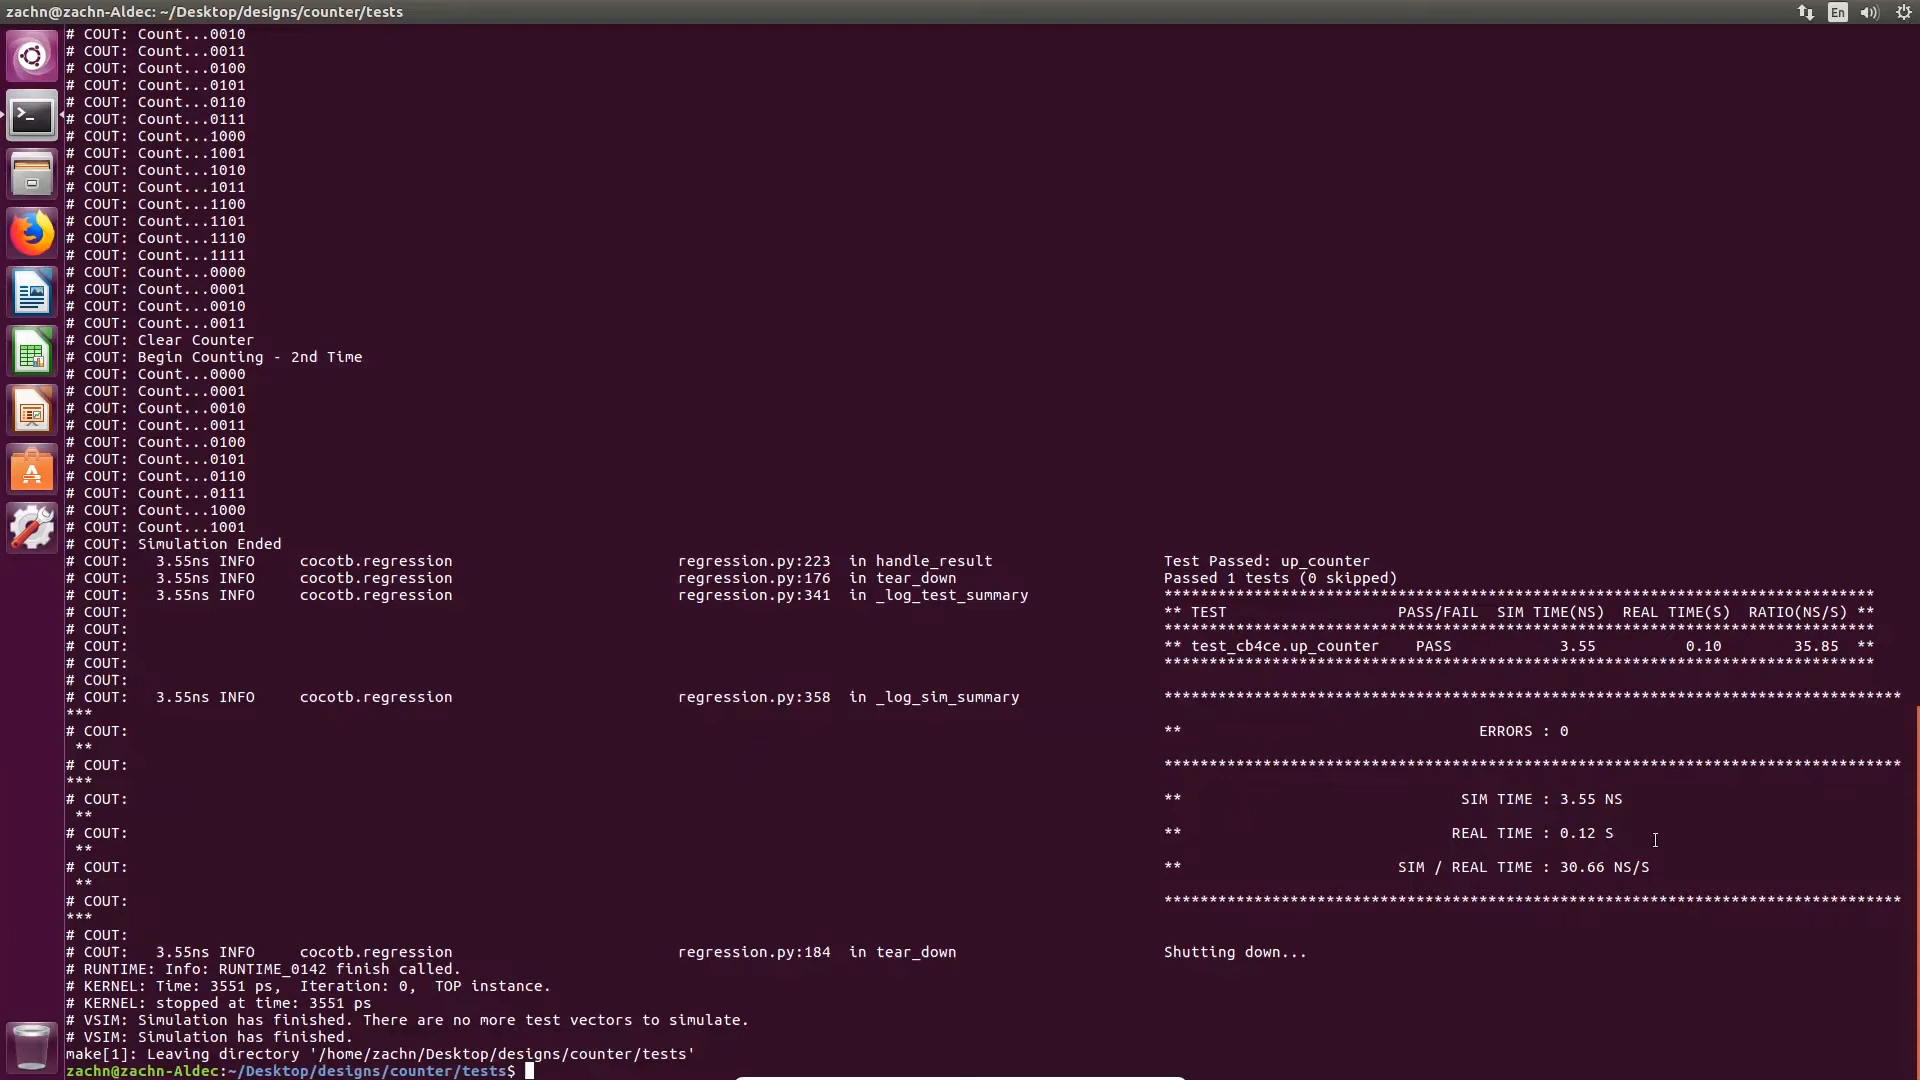 zachn@zachn-Aldec: ~/Desktop/designs/counter/tests
En
# COUT: Count...0010
# COUT: Count...0011
# COUT: Count...0100
# COUT: Count...0101
# COUT: Count...0110
# COUT: Count...0111
# COUT: Count...1000
# COUT: Count...1001
# COUT: Count...1010
# COUT: Count...1011
# COUT: Count...1100
# COUT: Count...1101
# COUT: Count...1110
# COUT: Count...1111
# COUT: Count...0000
# COUT: Count...0001
# COUT: Count...0010
# COUT: Count...0011
# COUT: Clear Counter
# COUT: Begin Counting - 2nd Time
# COUT: Count...0000
# COUT: Count...0001
# COUT: Count...0010
# COUT: Count...0011
# COUT: Count...0100
# COUT: Count...0101
# COUT: Count...0110
# COUT: Count...0111
# COUT: Count...1000
# COUT: Count...1001
# COUT: Simulation Ended
# COUT:   3.55ns INFO     cocotb.regression                         regression.py:223  in handle_result                   Test Passed: up_counter
# COUT:   3.55ns INFO     cocotb.regression                         regression.py:176  in tear_down                       Passed 1 tests (0 skipped)
# COUT:   3.55ns INFO     cocotb.regression                         regression.py:341  in _log_test_summary               *******************************************************************************
# COUT:                                                                                                                   ** TEST                   PASS/FAIL  SIM TIME(NS)  REAL TIME(S)  RATIO(NS/S) **
# COUT:                                                                                                                   *******************************************************************************
# COUT:                                                                                                                   ** test_cb4ce.up_counter    PASS            3.55          0.10        35.85  **
# COUT:                                                                                                                   *******************************************************************************
# COUT:
# COUT:   3.55ns INFO     cocotb.regression                         regression.py:358  in _log_sim_summary                **********************************************************************************
***
# COUT:                                                                                                                   **                                 ERRORS : 0
 **
# COUT:                                                                                                                   **********************************************************************************
***
# COUT:                                                                                                                   **                               SIM TIME : 3.55 NS
 **
# COUT:                                                                                                                   **                              REAL TIME : 0.12 S
 **
# COUT:                                                                                                                   **                        SIM / REAL TIME : 30.66 NS/S
 **
# COUT:                                                                                                                   **********************************************************************************
***
# COUT:
# COUT:   3.55ns INFO     cocotb.regression                         regression.py:184  in tear_down                       Shutting down...
# RUNTIME: Info: RUNTIME_0142 finish called.
# KERNEL: Time: 3551 ps,  Iteration: 0,  TOP instance.
# KERNEL: stopped at time: 3551 ps
# VSIM: Simulation has finished. There are no more test vectors to simulate.
# VSIM: Simulation has finished.
make[1]: Leaving directory '/home/zachn/Desktop/designs/counter/tests'
zachn@zachn-Aldec:~/Desktop/designs/counter/tests$